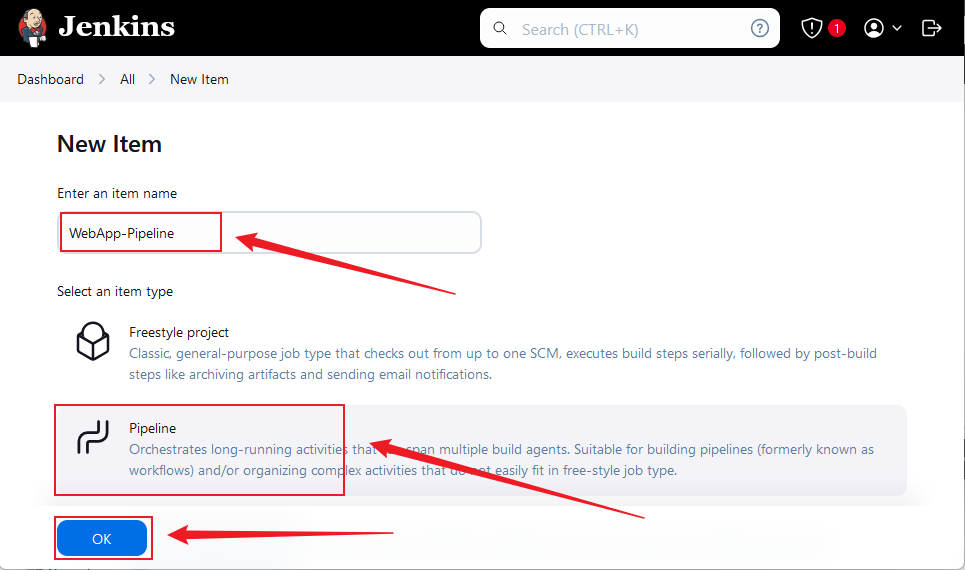 Jenkins
Search (CTRL+K)
?
1
Dashboard > All > New Item
New Item
Enter an item name
WebApp-Pipeline
Select an item type
Freestyle project
Classic, general-purpose job type that checks out from up to one SCM, executes build steps serially, followed by post-build
steps like archiving artifacts and sending email notifications.
Pipeline
Orchestrates long-running activities that span multiple build agents. Suitable for building pipelines (formerly known as
workflows) and/or organizing complex activities that do not easily fit in free-style job type.
OK